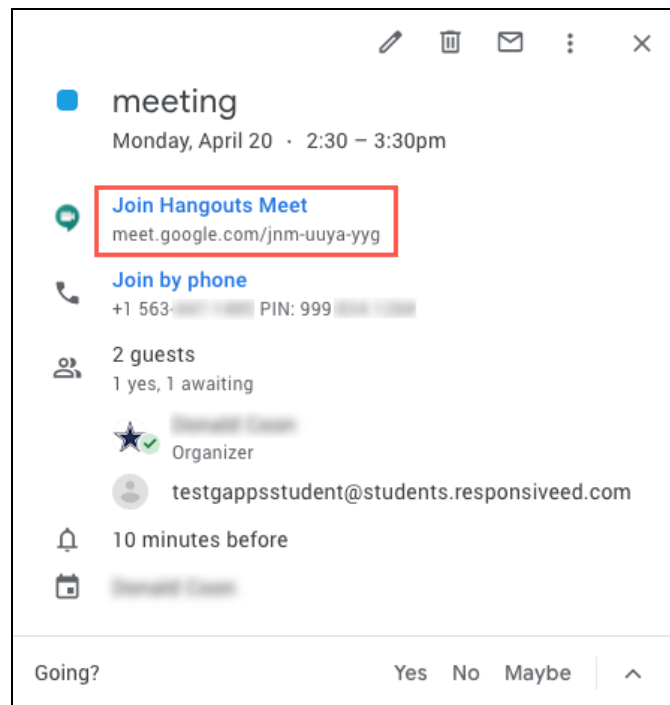 meeting
Monday, April 20 · 2:30 – 3:30pm
Join Hangouts Meet
meet.google.com/jnm-uuya-yyg
Join by phone
+1 563- PIN: 999
2 guests
1 yes, 1 awaiting
Organizer
testgappsstudent@students.responsiveed.com
10 minutes before
Going? Yes No Maybe